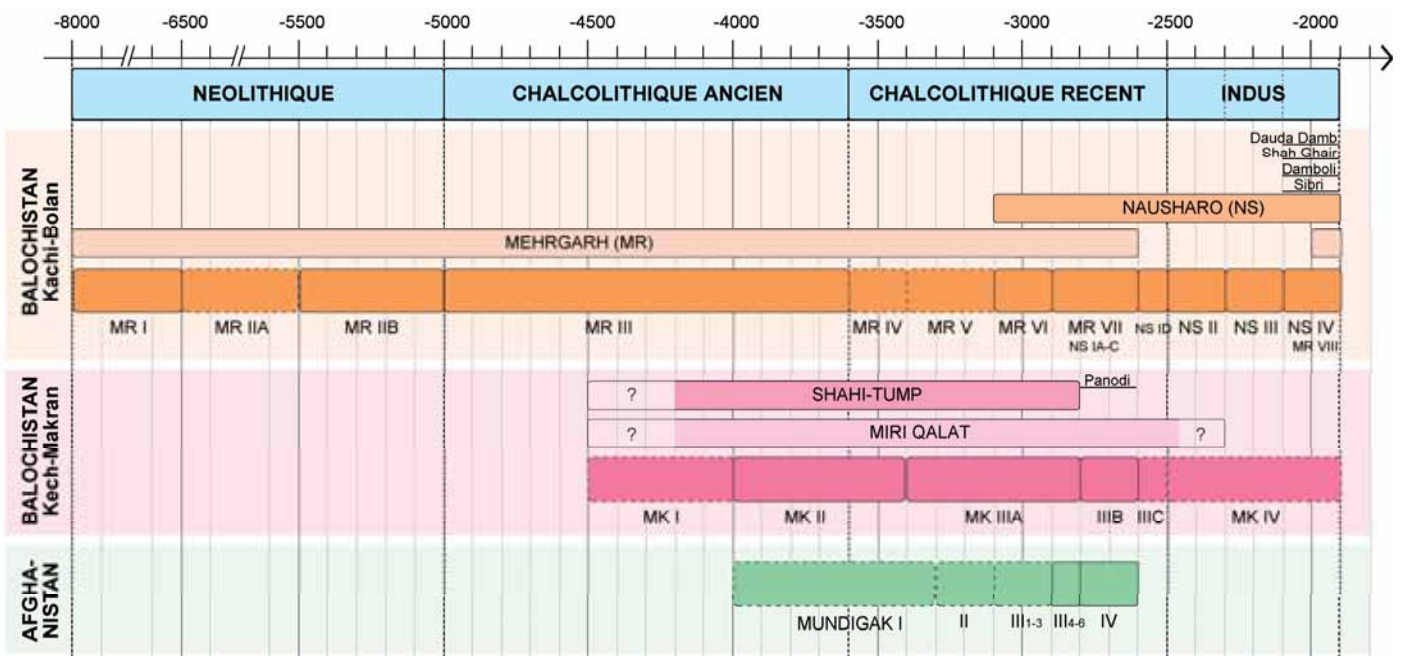 -8000 -6500 -5500 -5000 -4500 -4000 -3500 -3000 -2500 -2000
NEOLITHIQUE CHALCOLITHIQUE ANCIEN CHALCOLITHIQUE RECENT INDUS
BALOCHISTAN
Kachi-Bolan
Dauda Damb
Shah Ghair
Damboli
Sibri
NAUSHARO (NS)
MEHRGARH (MR)
MR I MR IIA MR IIB MR III MR IV MR V MR VI MR VII NS ID NS II NS III NS IV
NS IA-C MR VIII
BALOCHISTAN
Kech-Makran
? SHAHI-TUMP Panodi
? MIRI QALAT ?
MK I MK II MK IIIA IIIB IIIC MK IV
AFGHA-
NISTAN
MUNDIGAK I II III1-3 III4-6 IV